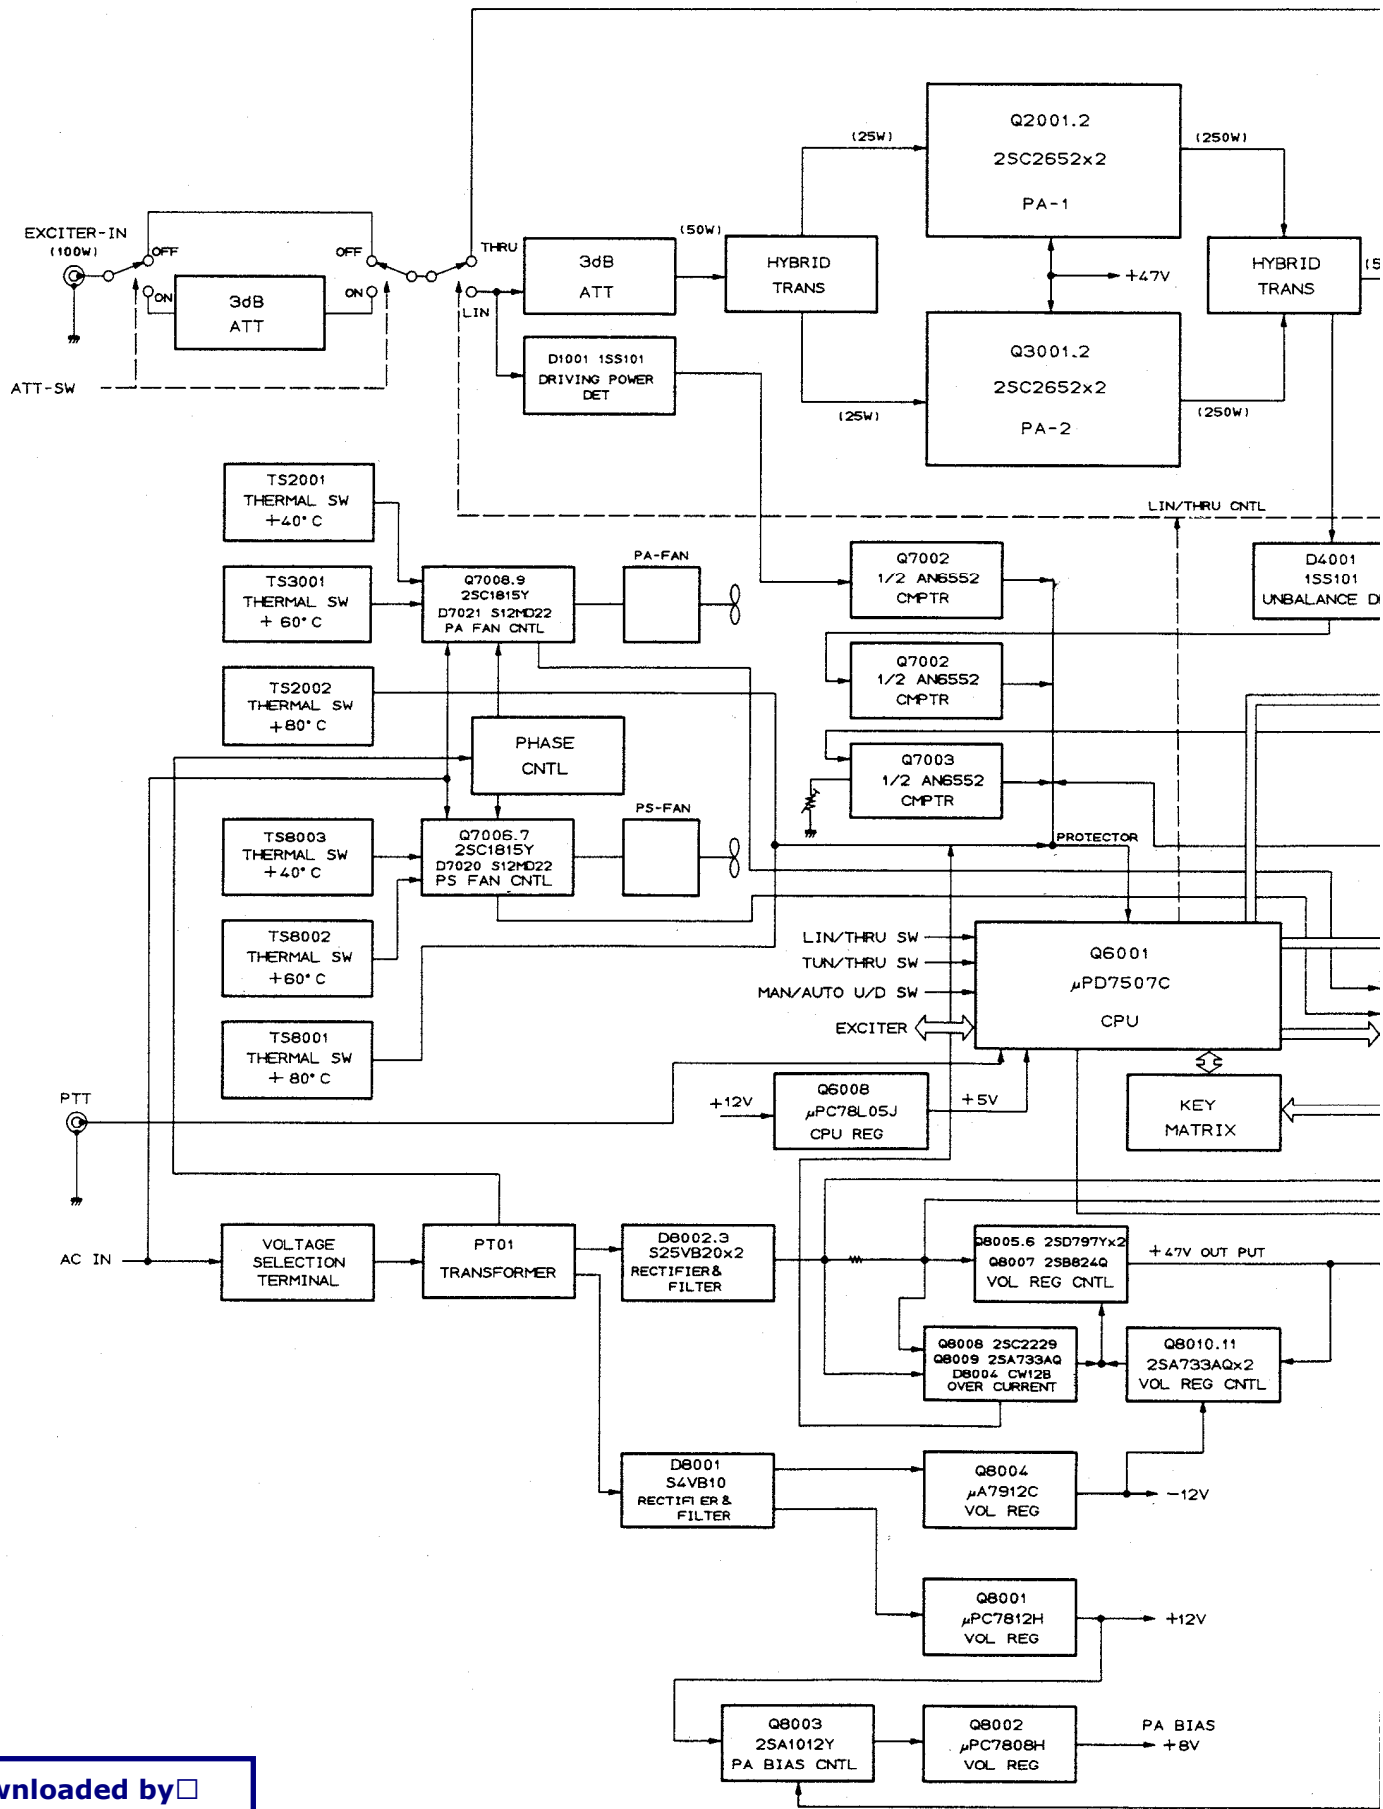 Q2001.2
2SC2652x2
PA-1
(25W)
(250W)
EXCITER-IN
(100W)
OFF
OFF
THRU
(50W)
3dB
ATT
HYBRID
TRANS
+47V
HYBRID
TRANS
(5
ON
3dB
ATT
ON
LIN
D1001 1SS101
DRIVING POWER
DET
Q3001.2
2SC2652x2
PA-2
(25W)
(250W)
ATT-SW
TS2001
THERMAL SW
+40°C
LIN/THRU CNTL
PA-FAN
TS3001
THERMAL SW
+ 60°C
Q7008.9
2SC1815Y
D7021 S12MD22
PA FAN CNTL
Q7002
1/2 AN6552
CMPTR
D4001
1SS101
UNBALANCE D
TS2002
THERMAL SW
+80°C
Q7002
1/2 AN6552
CMPTR
PHASE
CNTL
Q7003
1/2 AN6552
CMPTR
PS-FAN
TS8003
THERMAL SW
+40°C
Q7006.7
2SC1815Y
D7020 S12MD22
PS FAN CNTL
PROTECTOR
TS8002
THERMAL SW
+60°C
LIN/THRU SW
TUN/THRU SW
MAN/AUTO U/D SW
EXCITER
Q6001
μPD7507C
CPU
TS8001
THERMAL SW
+ 80°C
PTT
+12V
Q6008
μPC78L05J
CPU REG
+5V
KEY
MATRIX
AC IN
VOLTAGE
SELECTION
TERMINAL
PT01
TRANSFORMER
D8002.3
S25VB20x2
RECTIFIER&
FILTER
Q8005.6 2SD797Yx2
Q8007 2SB824Q
VOL REG CNTL
+47V OUT PUT
Q8008 2SC2229
Q8009 2SA733AQ
D8004 CW12B
OVER CURRENT
Q8010.11
2SA733AQx2
VOL REG CNTL
D8001
S4VB10
RECTIFIER &
FILTER
Q8004
μA7912C
VOL REG
-12V
Q8001
μPC7812H
VOL REG
+12V
Q8003
2SA1012Y
PA BIAS CNTL
Q8002
μPC7808H
VOL REG
PA BIAS
+8V
wnloaded by□